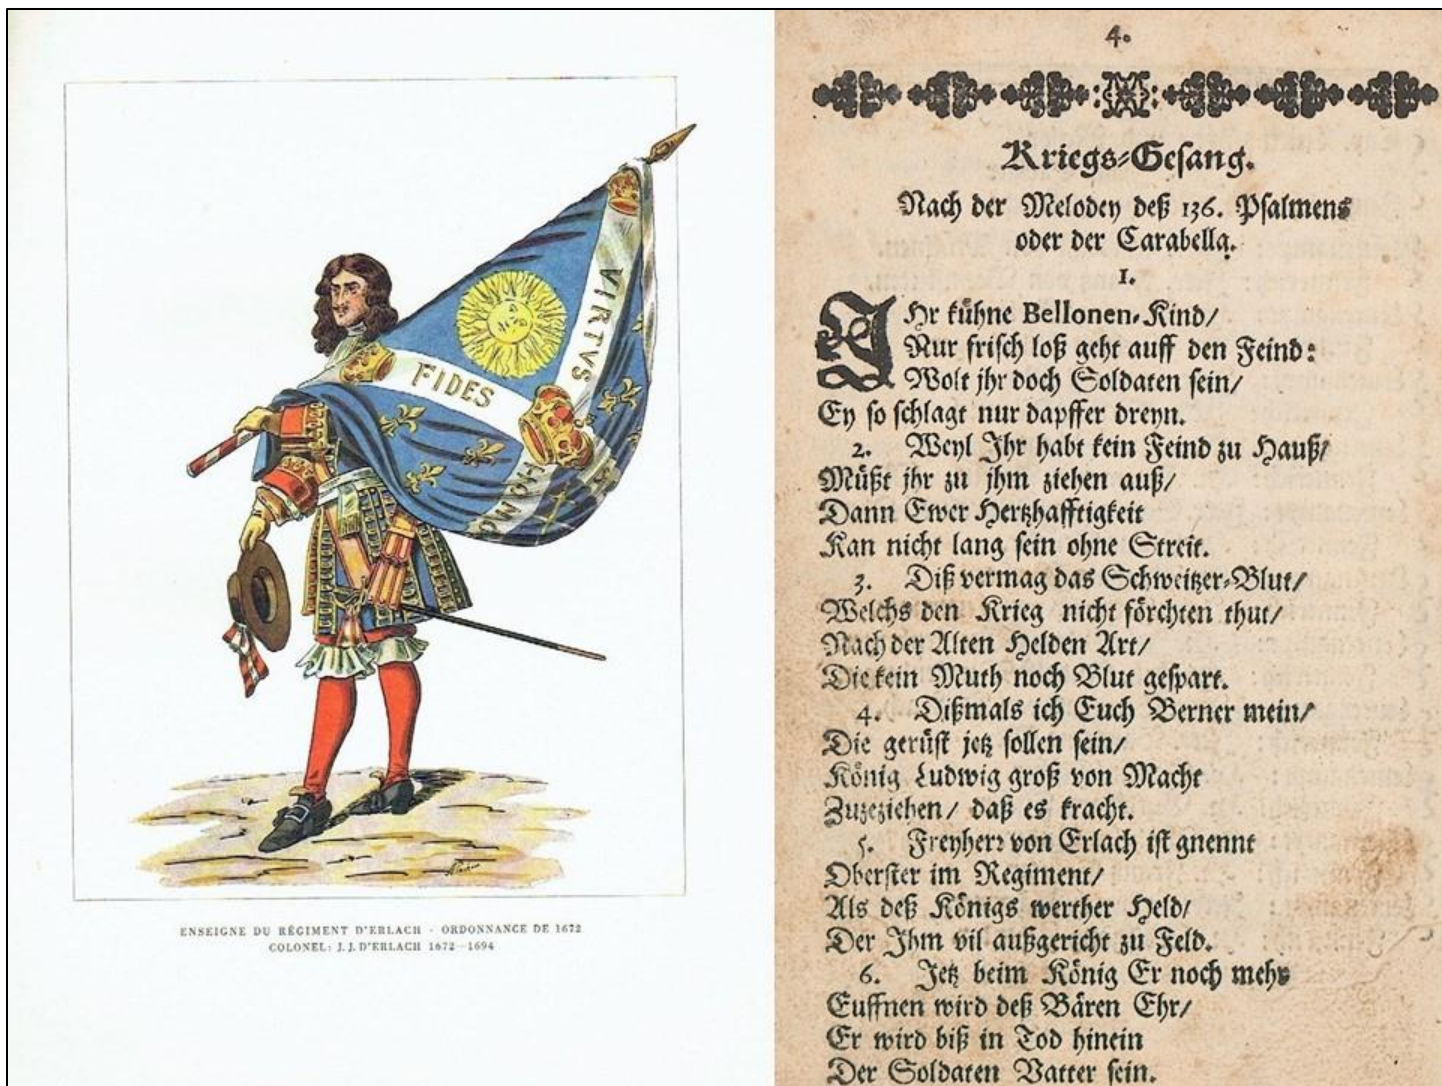 VIRTVS
FIDES
HONO
ENSEIGNE DU RÉGIMENT D'ERLACH · ORDONNANCE DE 1672
COLONEL: J. J. D'ERLACH 1672–1694
4.
Kriegs-Gesang.
Nach der Melodey deß 136. Psalmens
oder der Carabella.
1.
IHr kühne Bellonen-Kind/
Nur frisch loß geht auff den Feind:
Wolt jhr doch Soldaten sein/
Ey so schlagt nur dapffer dreyn.
2. Weyl Ihr habt kein Feind zu Hauß/
Müßt jhr zu jhm ziehen auß/
Dann Ewer Hertzhafftigkeit
Kan nicht lang sein ohne Streit.
3. Diß vermag das Schweitzer-Blut/
Welchs den Krieg nicht förchten thut/
Nach der Alten Helden Art/
Die kein Muth noch Blut gespart.
4. Dißmals ich Euch Berner mein/
Die gerüst jetz sollen sein/
König Ludwig groß von Macht
Zuzeziehen/ daß es kracht.
5. Freyherr von Erlach ist gnennt
Oberster im Regiment/
Als deß Königs werther Held/
Der Ihm vil außgericht zu Feld.
6. Jetz beim König Er noch mehr
Euffnen wird deß Bären Ehr/
Er wird biß in Tod hinein
Der Soldaten Vatter sein.